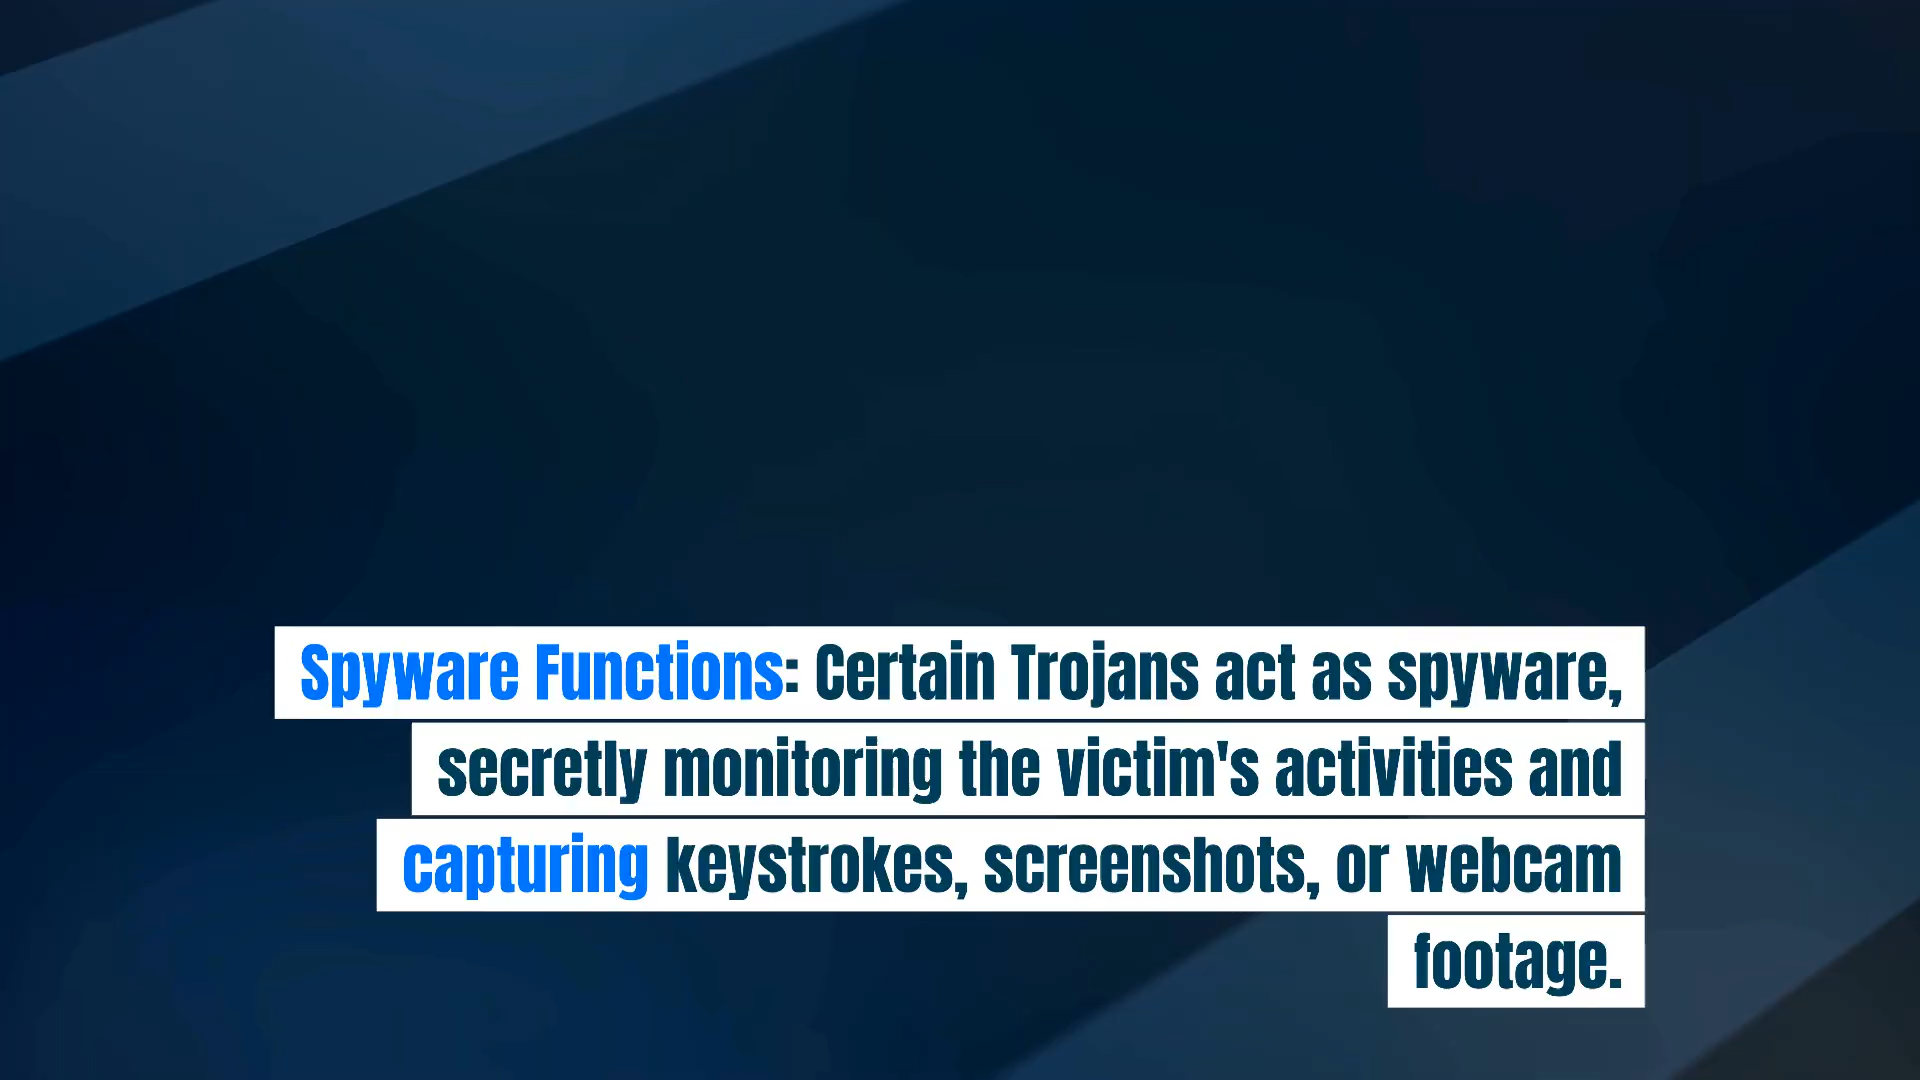 Spyware Functions: Certain Trojans act as spyware,
secretly monitoring the victim's activities and
capturing keystrokes, screenshots, or webcam
footage.